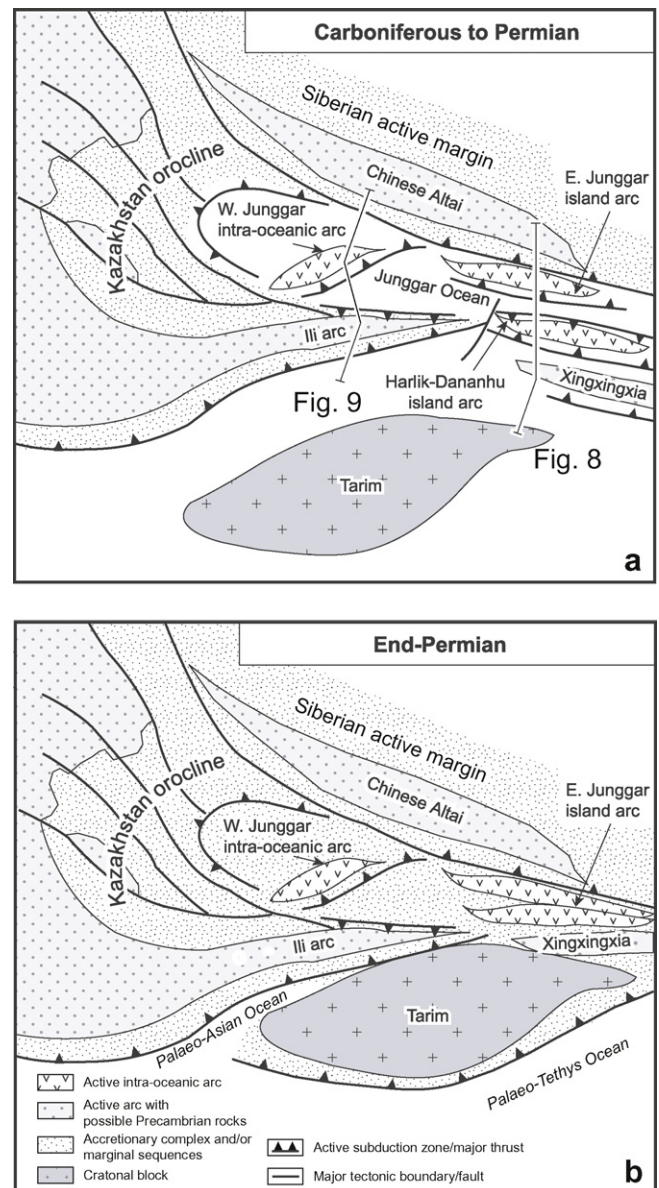 Carboniferous to Permian
Siberian active margin
Chinese Altai
E. Junggar
island arc
Kazakhstan orocline
W. Junggar
intra-oceanic arc
Junggar Ocean
Ili arc
Harlik-Dananhu
island arc
Xingxingxia
Fig. 9
Fig. 8
Tarim
a
End-Permian
Siberian active margin
Chinese Altai
E. Junggar
island arc
Kazakhstan orocline
W. Junggar
intra-oceanic arc
Ili arc
Xingxingxia
Tarim
Palaeo-Asian Ocean
Palaeo-Tethys Ocean
Active intra-oceanic arc
Active arc with
possible Precambrian rocks
Accretionary complex and/or
marginal sequences
Cratonal block
Active subduction zone/major thrust
Major tectonic boundary/fault
b